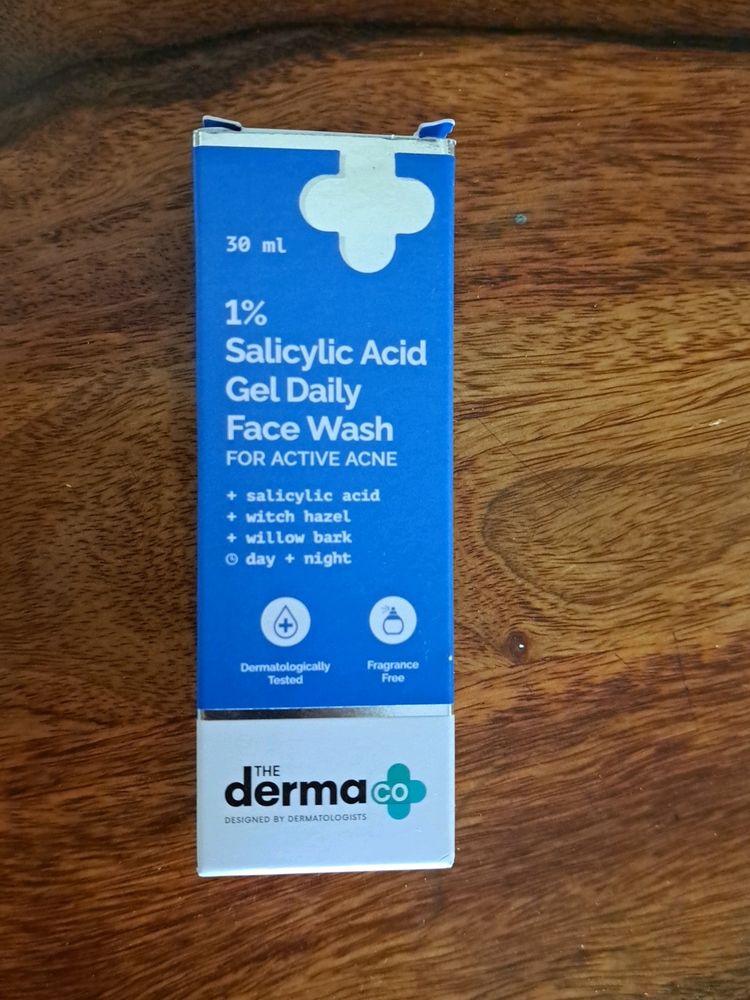 30 ml
1%
Salicylic Acid
Gel Daily
Face Wash
FOR ACTIVE ACNE
+ salicylic acid
+ witch hazel
+ willow bark
day + night
Dermatologically
Tested
Fragrance
Free
THE
derma co
DESIGNED BY DERMATOLOGISTS